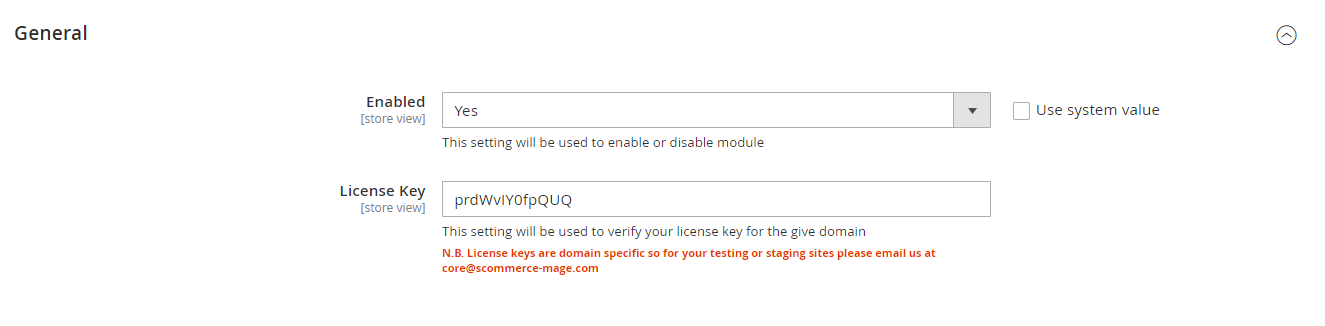 General
Enabled
[store view]
Yes
Use system value
This setting will be used to enable or disable module
License Key
[store view]
prdWvIY0fpQUQ
This setting will be used to verify your license key for the give domain
N.B. License keys are domain specific so for your testing or staging sites please email us at
core@scommerce-mage.com